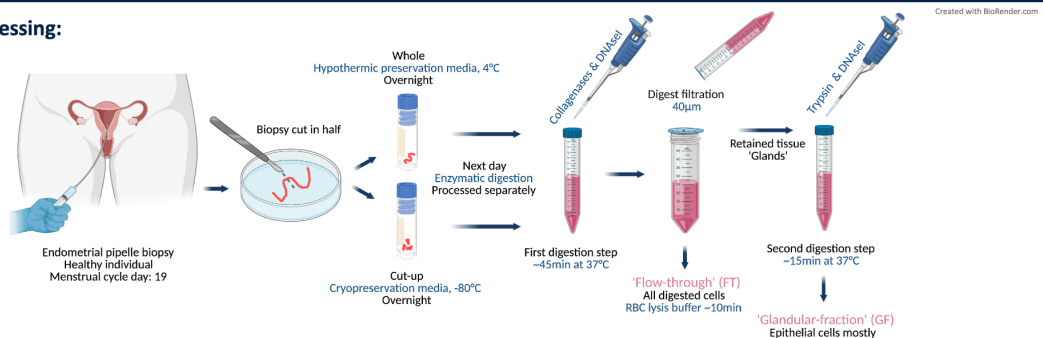 Created with BioRender.com
essing:
Whole
Hypothermic preservation media, 4°C
Overnight
Biopsy cut in half
Next day
Enzymatic digestion
Processed separately
Cut-up
Cryopreservation media, -80°C
Overnight
Endometrial pipelle biopsy
Healthy individual
Menstrual cycle day: 19
Collagenases & DNAseI
First digestion step
~45min at 37°C
Digest filtration
40µm
'Flow-through' (FT)
All digested cells
RBC lysis buffer ~10min
Retained tissue
'Glands'
Trypsin & DNAseI
Second digestion step
~15min at 37°C
'Glandular-fraction' (GF)
Epithelial cells mostly